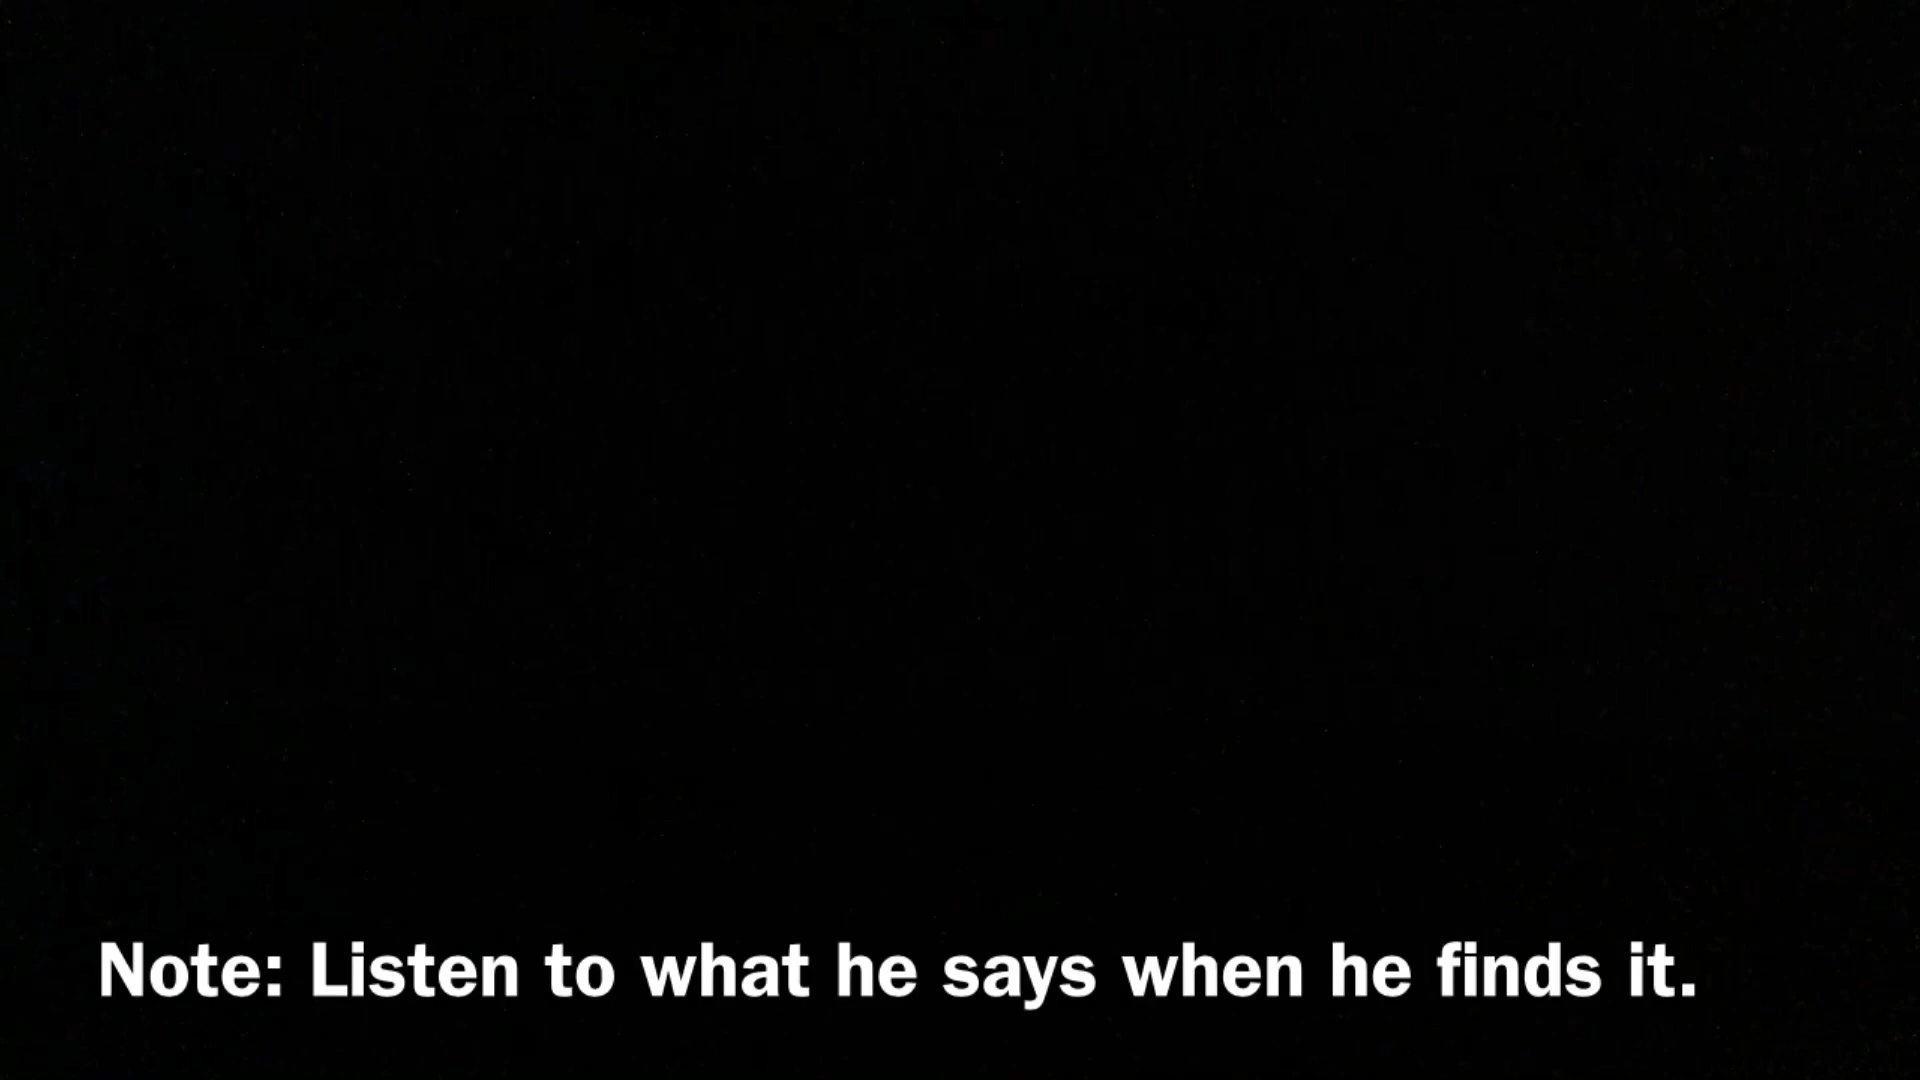 Note: Listen to what he says when he finds it.